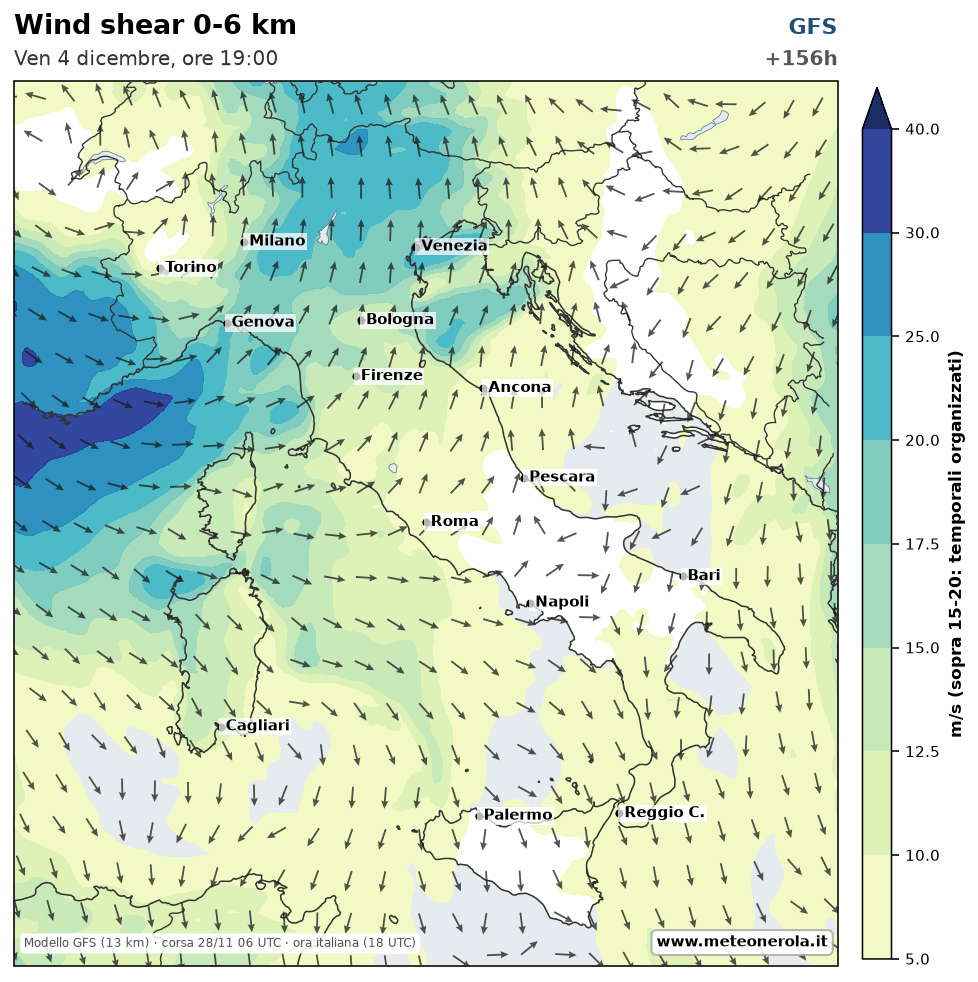 Wind shear 0-6 km
GFS
Ven 4 dicembre, ore 19:00
+156h
40.0
30.0
25.0
20.0
17.5
15.0
12.5
10.0
5.0
m/s (sopra 15-20: temporali organizzati)
Milano
Venezia
Torino
Genova
Bologna
Firenze
Ancona
Pescara
Roma
Bari
Napoli
Cagliari
Palermo
Reggio C.
Modello GFS (13 km) · corsa 28/11 06 UTC · ora italiana (18 UTC)
www.meteonerola.it